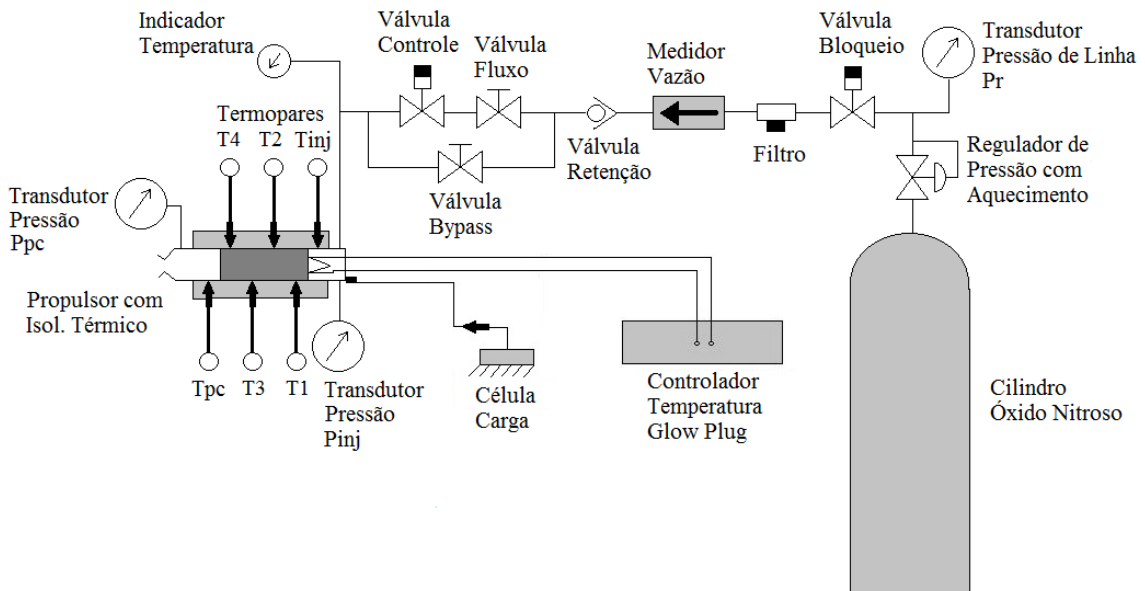 Indicador
Temperatura
Válvula
Controle
Válvula
Fluxo
Medidor
Vazão
Válvula
Bloqueio
Transdutor
Pressão de Linha
Pr
Termopares
T4
T2
Tinj
Válvula
Bypass
Válvula
Retenção
Filtro
Regulador de
Pressão com
Aquecimento
Transdutor
Pressão
Ppc
Propulsor com
Isol. Térmico
Tpc
T3
T1
Transdutor
Pressão
Pinj
Célula
Carga
Controlador
Temperatura
Glow Plug
Cilindro
Óxido Nitroso